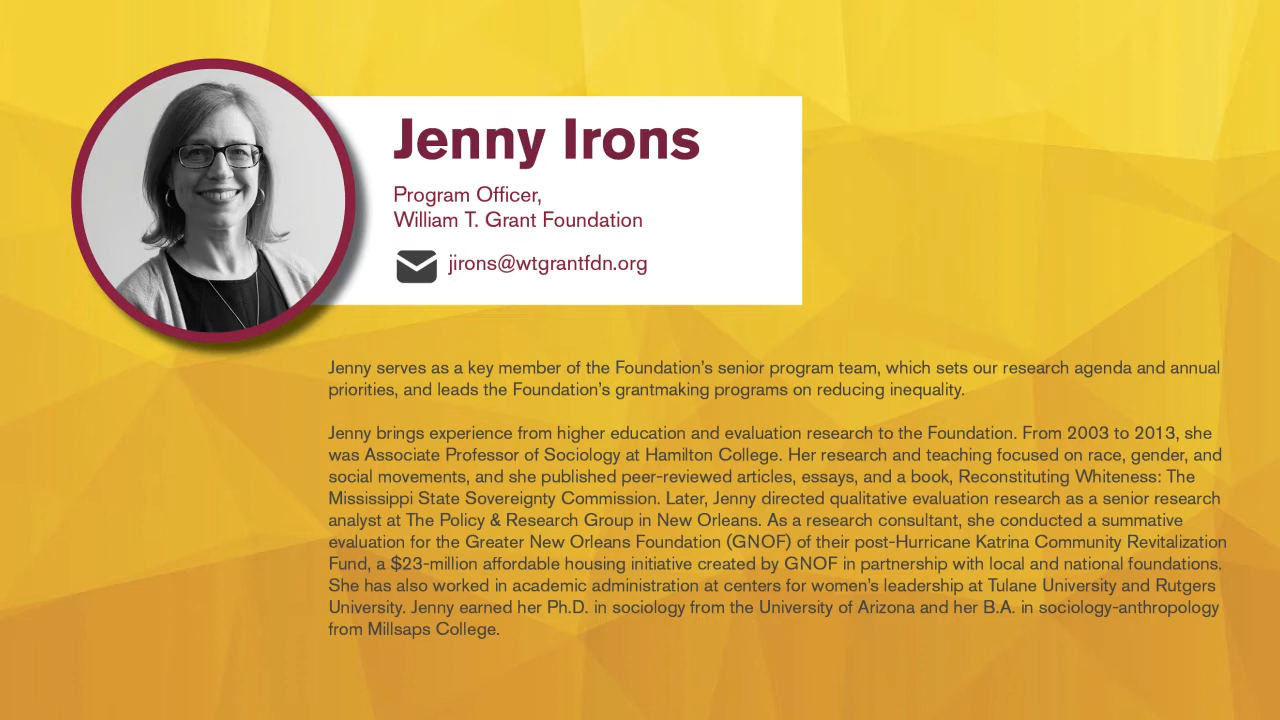 Jenny Irons
Program Officer,
William T. Grant Foundation
jirons@wtgrantfdn.org
Jenny serves as a key member of the Foundation's senior program team, which sets our research agenda and annual
priorities, and leads the Foundation's grantmaking programs on reducing inequality.
Jenny brings experience from higher education and evaluation research to the Foundation. From 2003 to 2013, she
was Associate Professor of Sociology at Hamilton College. Her research and teaching focused on race, gender, and
social movements, and she published peer-reviewed articles, essays, and a book, Reconstituting Whiteness: The
Mississippi State Sovereignty Commission. Later, Jenny directed qualitative evaluation research as a senior research
analyst at The Policy & Research Group in New Orleans. As a research consultant, she conducted a summative
evaluation for the Greater New Orleans Foundation (GNOF) of their post-Hurricane Katrina Community Revitalization
Fund, a $23-million affordable housing initiative created by GNOF in partnership with local and national foundations.
She has also worked in academic administration at centers for women's leadership at Tulane University and Rutgers
University. Jenny earned her Ph.D. in sociology from the University of Arizona and her B.A. in sociology-anthropology
from Millsaps College.